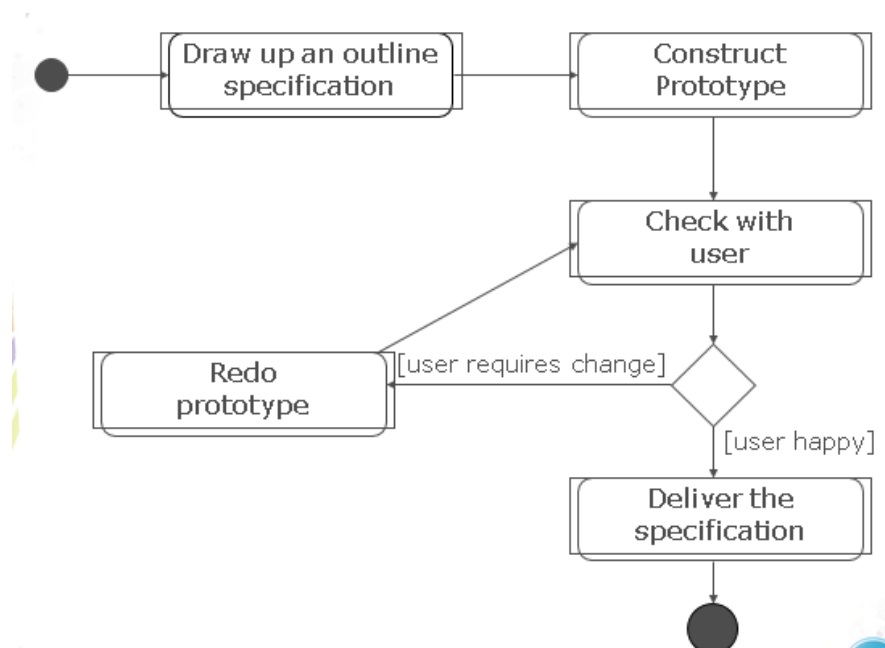 Draw up an outline
specification
Construct
Prototype
Check with
user
[user requires change]
Redo
prototype
[user happy]
Deliver the
specification